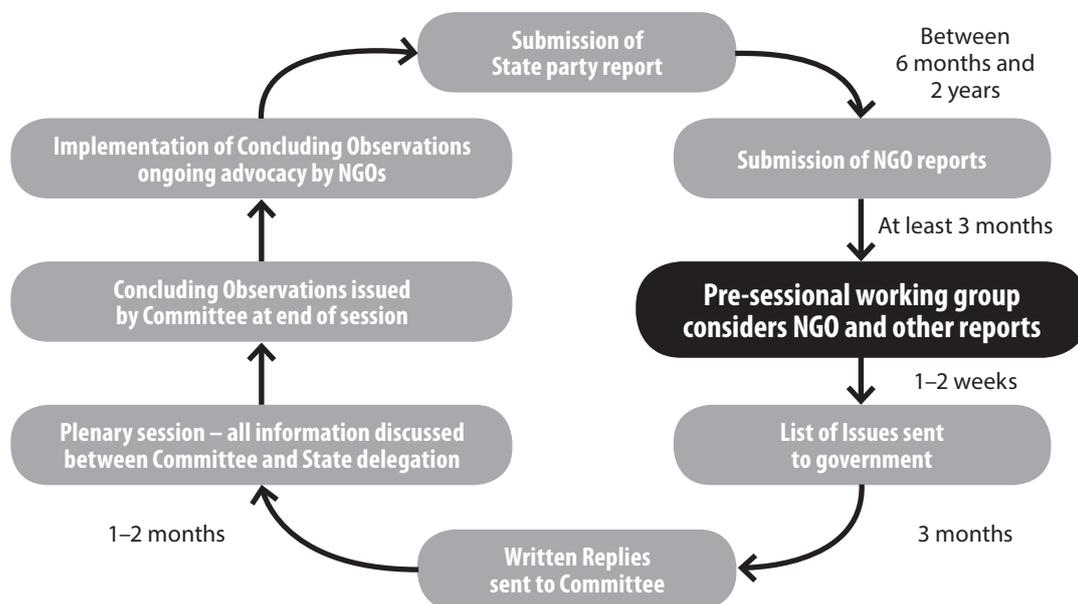 Submission of
State party report
Between
6 months and
2 years
Submission of NGO reports
At least 3 months
Pre-sessional working group
considers NGO and other reports
1–2 weeks
List of Issues sent
to government
3 months
Written Replies
sent to Committee
1–2 months
Plenary session – all information discussed
between Committee and State delegation
Concluding Observations issued
by Committee at end of session
Implementation of Concluding Observations
ongoing advocacy by NGOs